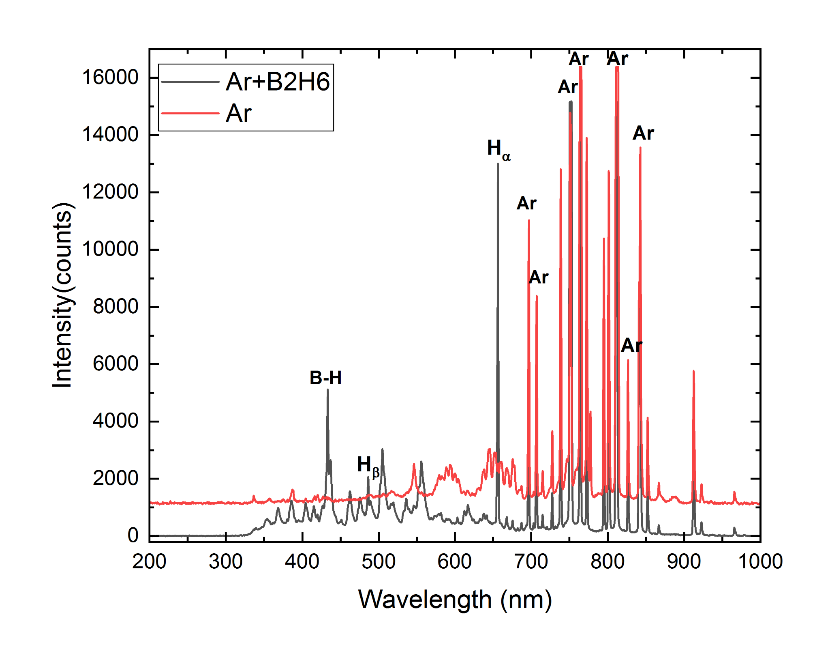 Ar+B2H6
Ar
Ar
Ar
Ar
Ar
Hα
Ar
Ar
Ar
B-H
Hβ
Intensity(counts)
16000
14000
12000
10000
8000
6000
4000
2000
0
200 300 400 500 600 700 800 900 1000
Wavelength (nm)